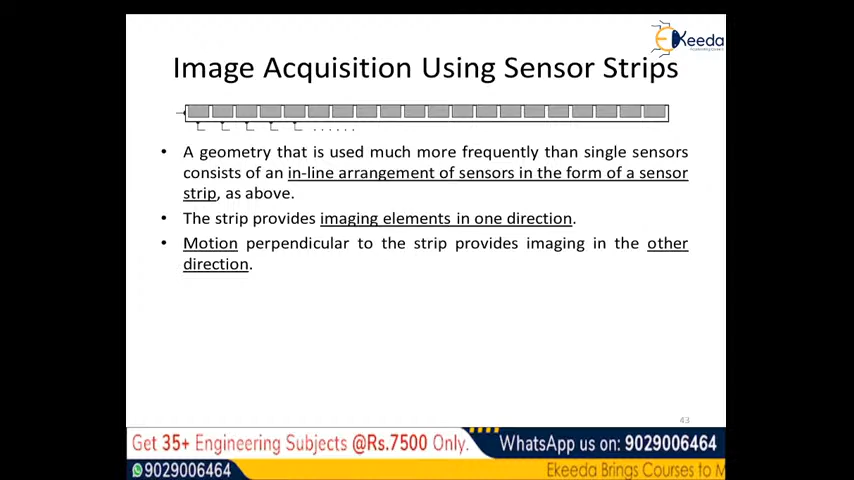 Ekeeda
Image Acquisition Using Sensor Strips
• A geometry that is used much more frequently than single sensors
consists of an in-line arrangement of sensors in the form of a sensor
strip, as above.
• The strip provides imaging elements in one direction.
• Motion perpendicular to the strip provides imaging in the other
direction.
43
Get 35+ Engineering Subjects @Rs.7500 Only.
WhatsApp us on: 9029006464
9029006464
Ekeeda Brings Courses to M